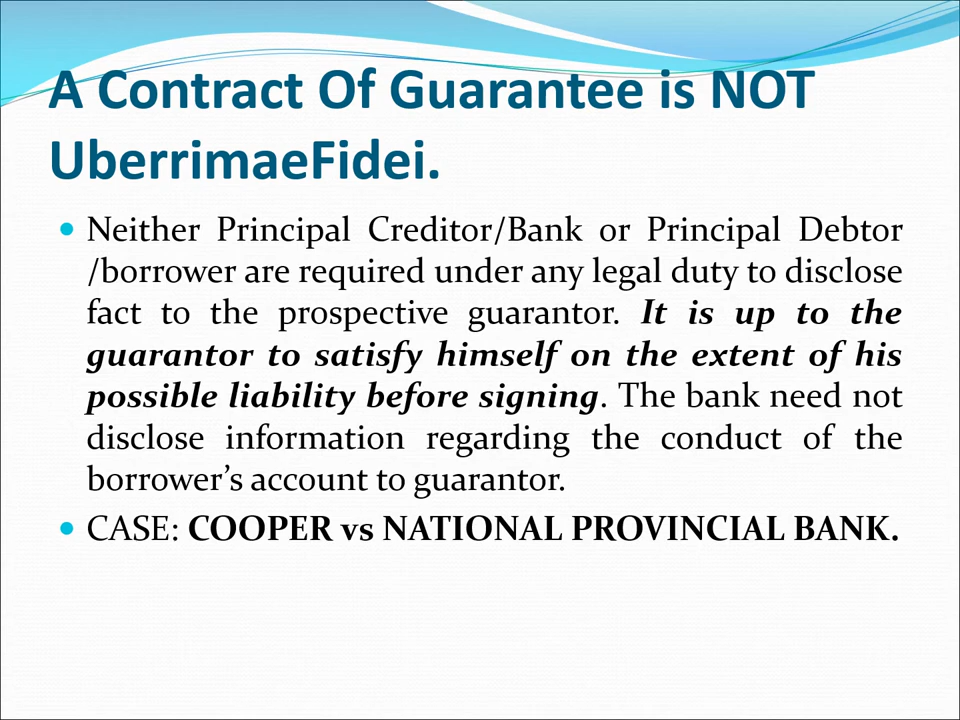 A Contract Of Guarantee is NOT
UberrimaeFidei.
Neither Principal Creditor/Bank or Principal Debtor
/borrower are required under any legal duty to disclose
fact to the prospective guarantor. It is up to the
guarantor to satisfy himself on the extent of his
possible liability before signing. The bank need not
disclose information regarding the conduct of the
borrower’s account to guarantor.
CASE: COOPER vs NATIONAL PROVINCIAL BANK.